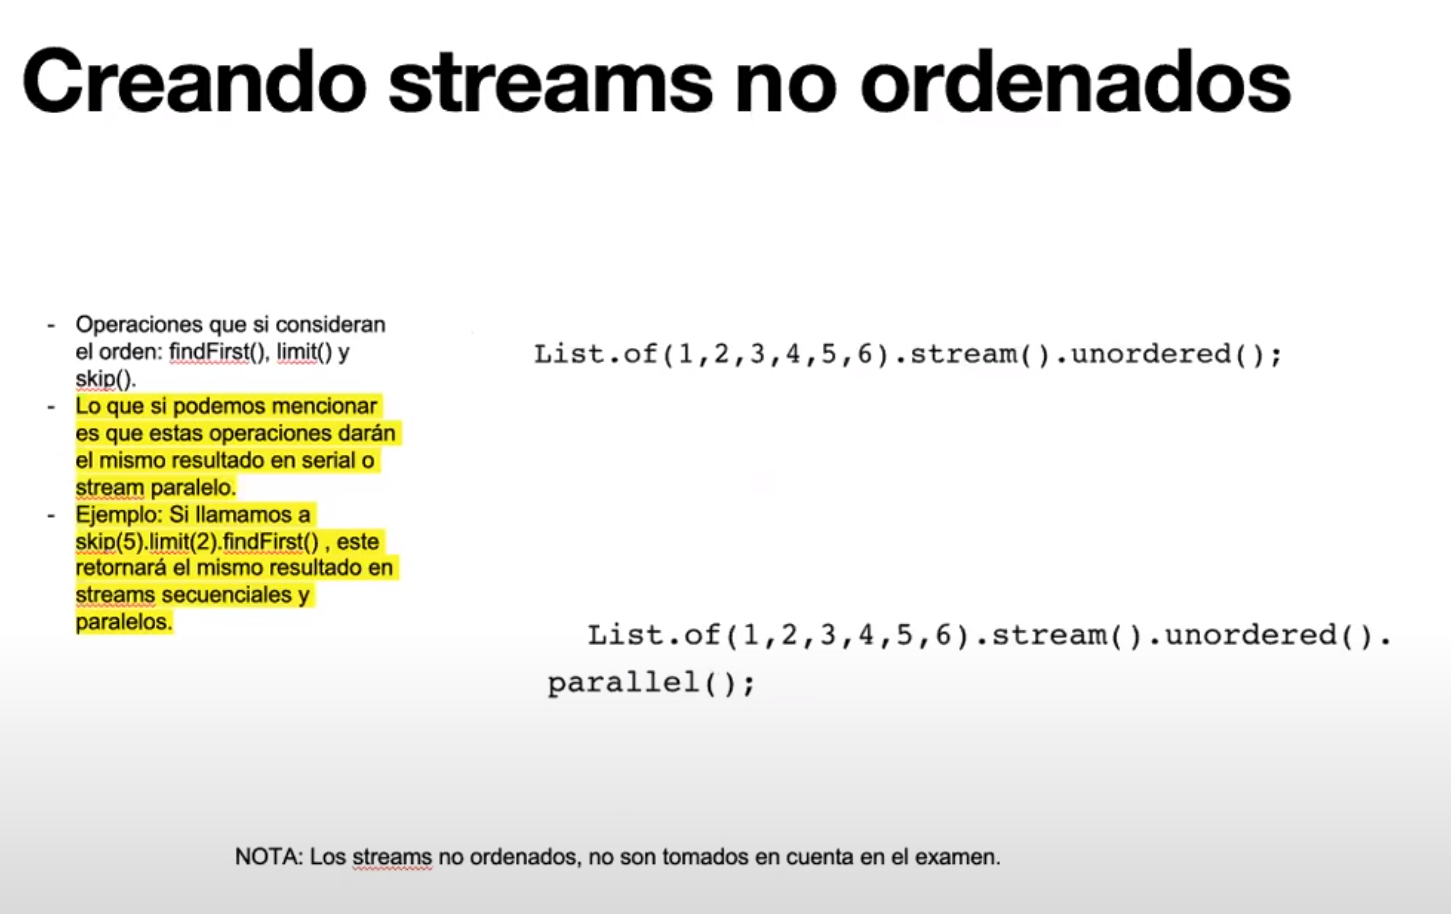 Creando streams no ordenados
- Operaciones que si consideran
el orden: findFirst(), limit() y
skip().
- Lo que si podemos mencionar
es que estas operaciones darán
el mismo resultado en serial o
stream paralelo.
- Ejemplo: Si llamamos a
skip(5).limit(2).findFirst() , este
retornará el mismo resultado en
streams secuenciales y
paralelos.
List.of(1,2,3,4,5,6).stream().unordered();
List.of(1,2,3,4,5,6).stream().unordered().
parallel();
NOTA: Los streams no ordenados, no son tomados en cuenta en el examen.